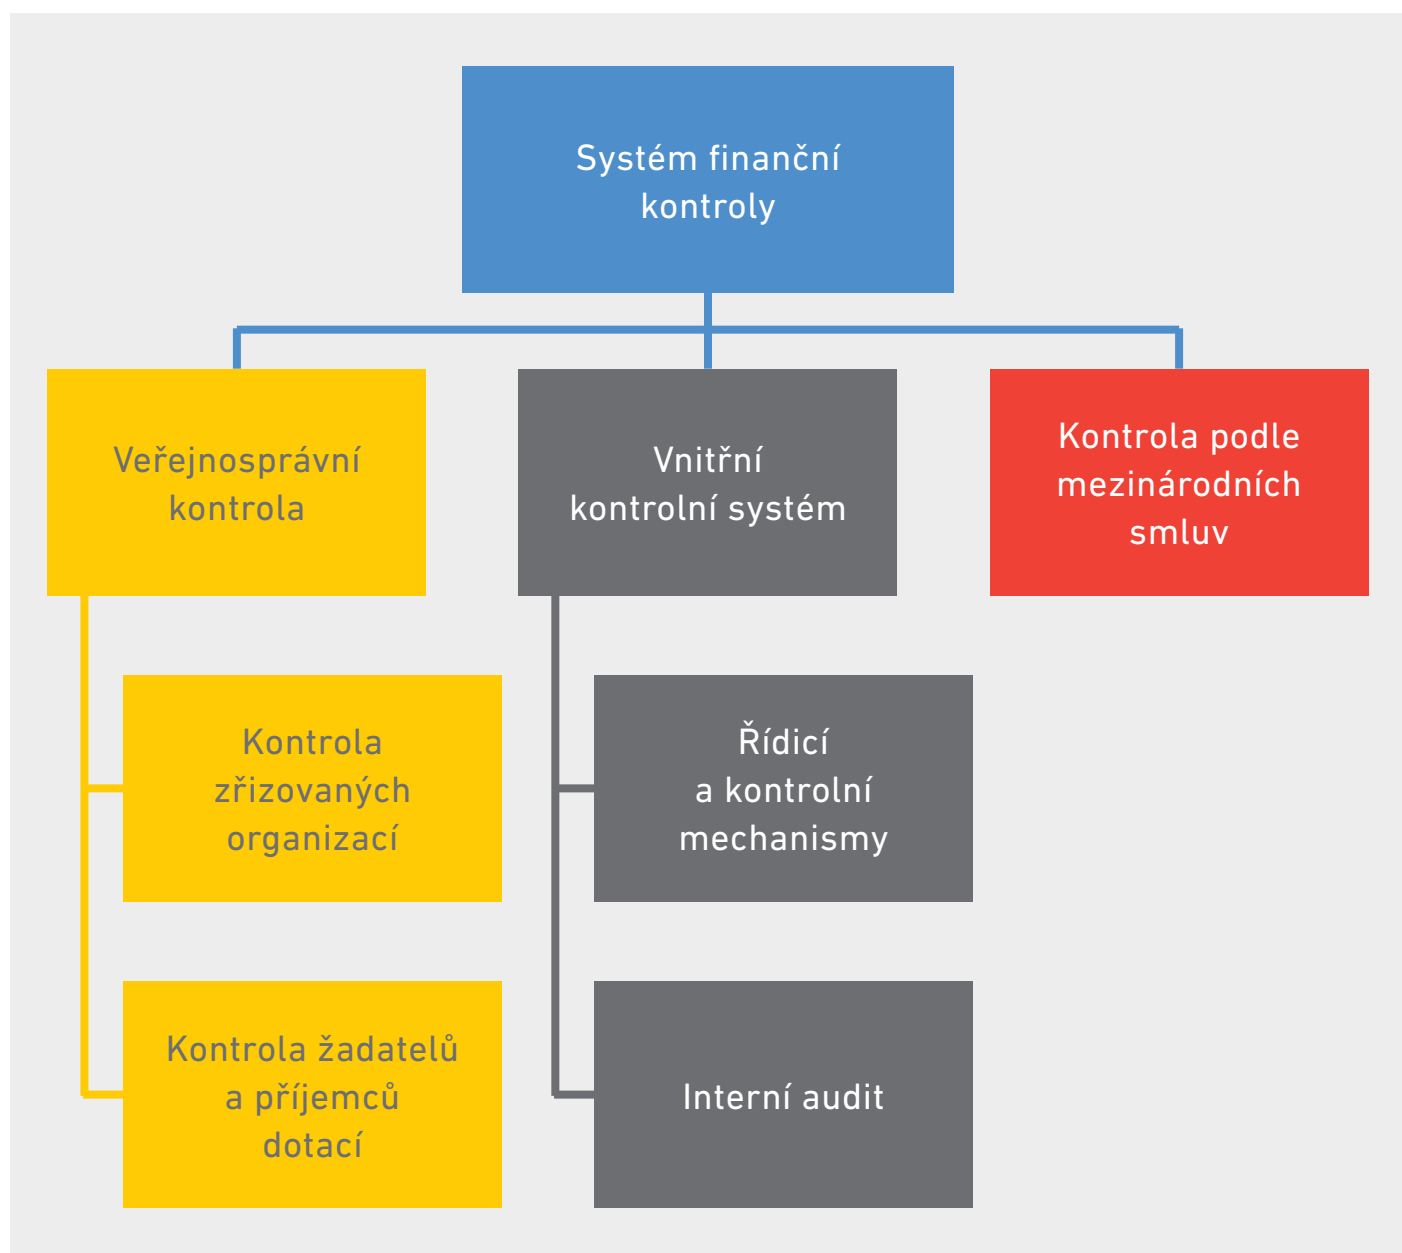 Systém finanční
kontroly
Veřejnosprávní
kontrola
Vnitřní
kontrolní systém
Kontrola podle
mezinárodních
smluv
Kontrola
zřizovaných
organizací
Řídicí
a kontrolní
mechanismy
Kontrola žadatelů
a příjemců
dotací
Interní audit